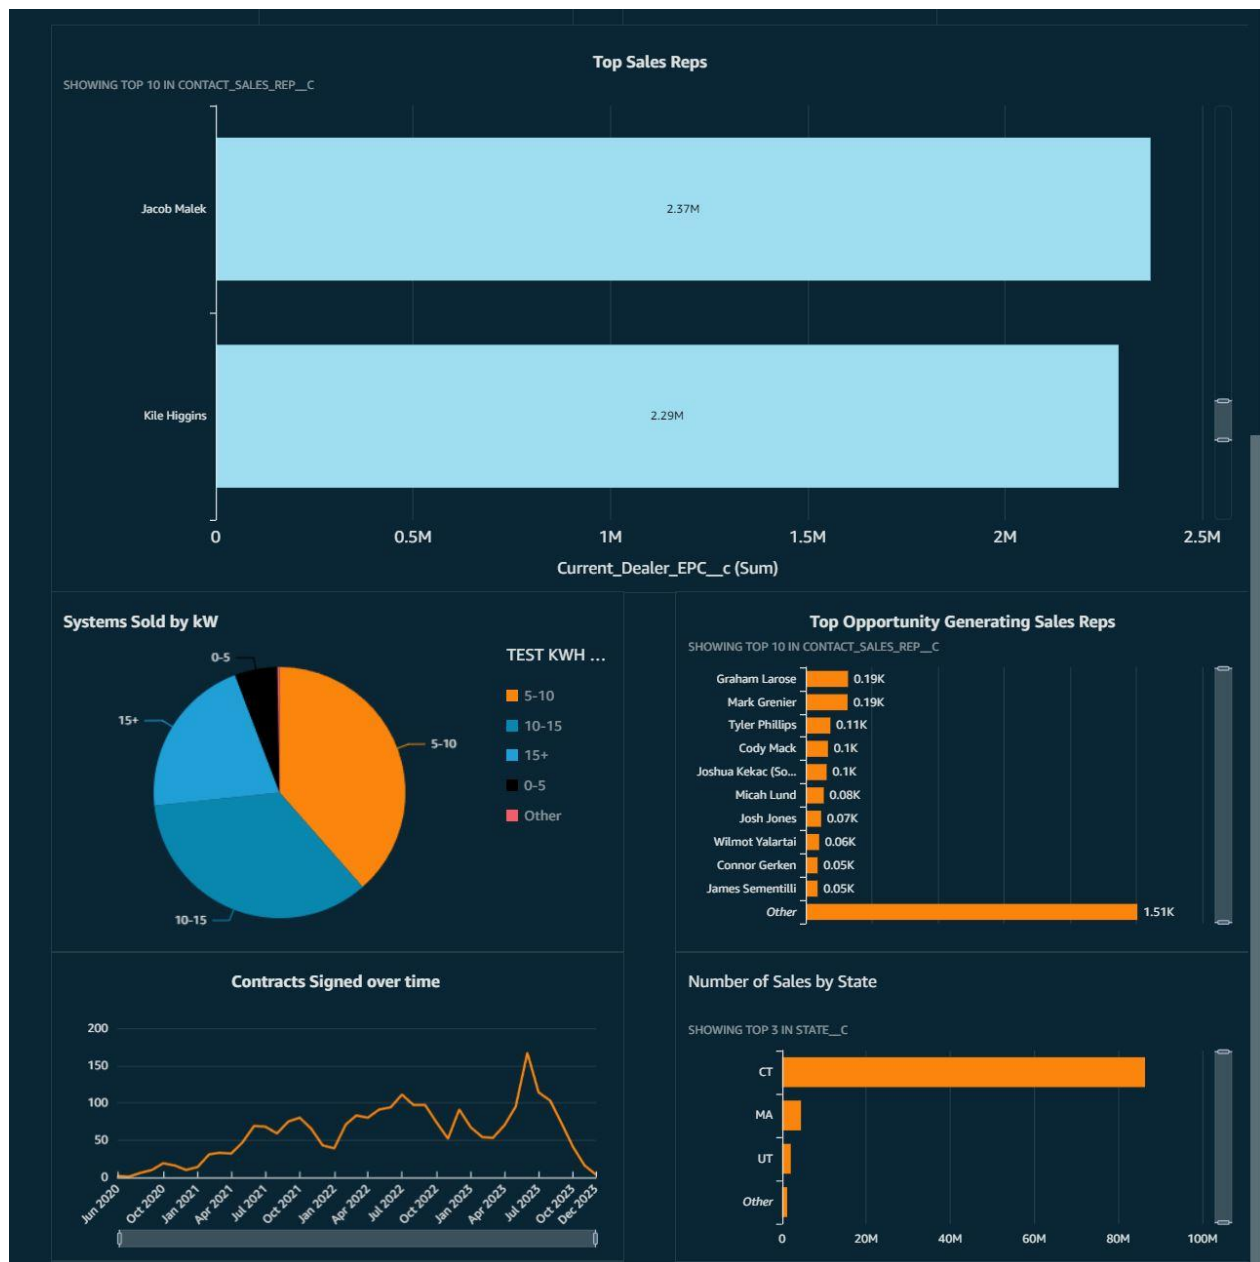 Top Sales Reps
SHOWING TOP 10 IN CONTACT_SALES_REP__C
Jacob Malek
2.37M
Kile Higgins
2.29M
0 0.5M 1M 1.5M 2M 2.5M
Current_Dealer_EPC__c (Sum)
Systems Sold by kW
0-5
15+
5-10
10-15
TEST KWH ...
5-10
10-15
15+
0-5
Other
Top Opportunity Generating Sales Reps
SHOWING TOP 10 IN CONTACT_SALES_REP__C
Graham Larose 0.19K
Mark Grenier 0.19K
Tyler Phillips 0.11K
Cody Mack 0.1K
Joshua Kekac (So... 0.1K
Micah Lund 0.08K
Josh Jones 0.07K
Wilmot Yalartai 0.06K
Connor Gerken 0.05K
James Sementilli 0.05K
Other 1.51K
Contracts Signed over time
200
150
100
50
0
Jun 2020 Oct 2020 Jan 2021 Apr 2021 Jul 2021 Oct 2021 Jan 2022 Apr 2022 Jul 2022 Oct 2022 Jan 2023 Apr 2023 Jul 2023 Oct 2023 Dec 2023
Number of Sales by State
SHOWING TOP 3 IN STATE__C
CT
MA
UT
Other
0 20M 40M 60M 80M 100M